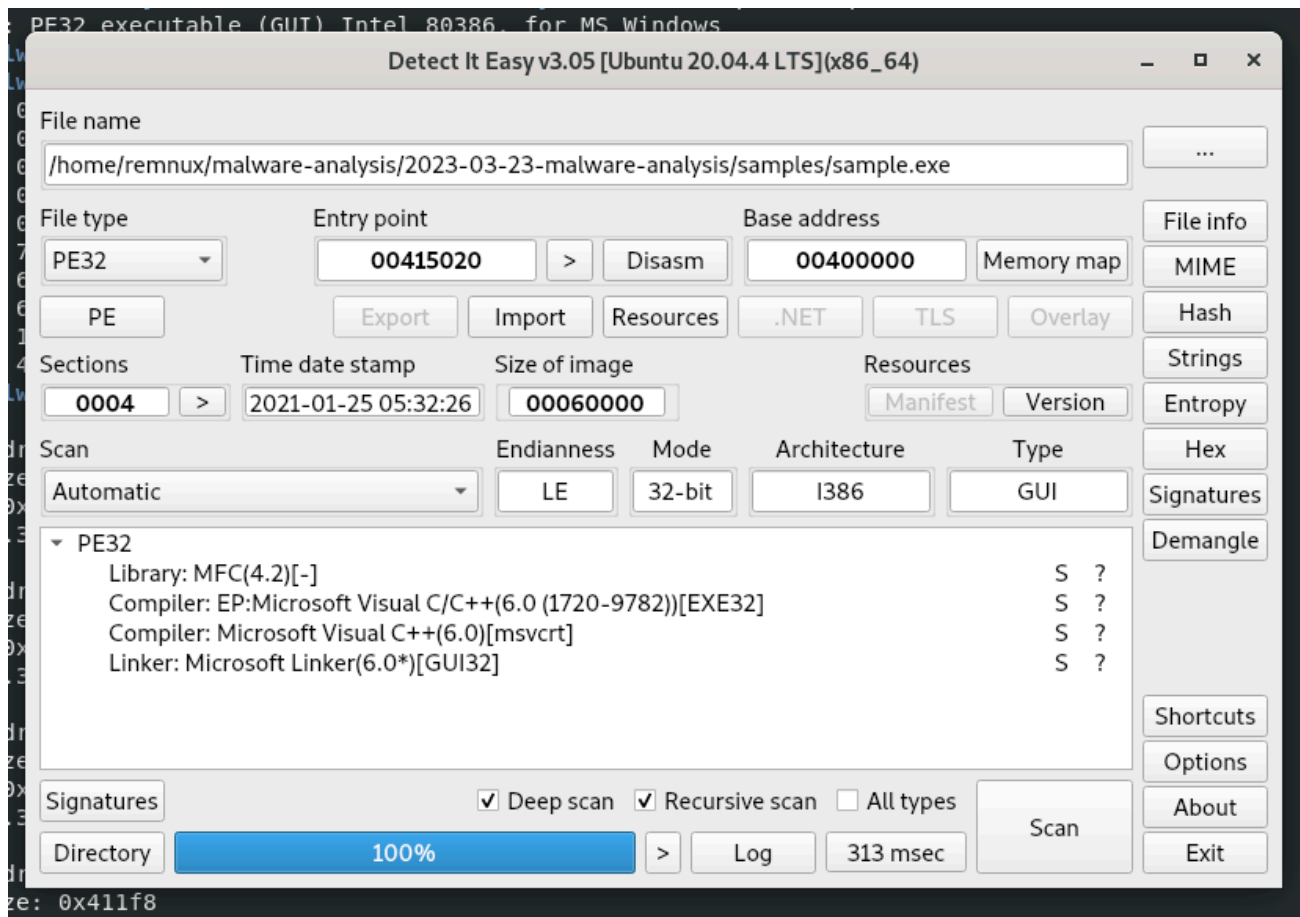 : PE32 executable (GUI) Intel 80386, for MS Windows
Detect It Easy v3.05 [Ubuntu 20.04.4 LTS](x86_64)
File name
/home/remnux/malware-analysis/2023-03-23-malware-analysis/samples/sample.exe
...
File type Entry point Base address
File info
PE32 00415020 > Disasm 00400000 Memory map
MIME
PE Export Import Resources .NET TLS Overlay
Hash
Sections Time date stamp Size of image Resources
Strings
0004 > 2021-01-25 05:32:26 00060000 Manifest Version
Entropy
Scan Endianness Mode Architecture Type
Hex
Automatic LE 32-bit I386 GUI
Signatures
PE32
Demangle
Library: MFC(4.2)[-] S ?
Compiler: EP:Microsoft Visual C/C++(6.0 (1720-9782))[EXE32] S ?
Compiler: Microsoft Visual C++(6.0)[msvcrt] S ?
Linker: Microsoft Linker(6.0*)[GUI32] S ?
Shortcuts
Options
Signatures Deep scan Recursive scan All types
About
Scan
Directory 100% > Log 313 msec
Exit
ze: 0x411f8